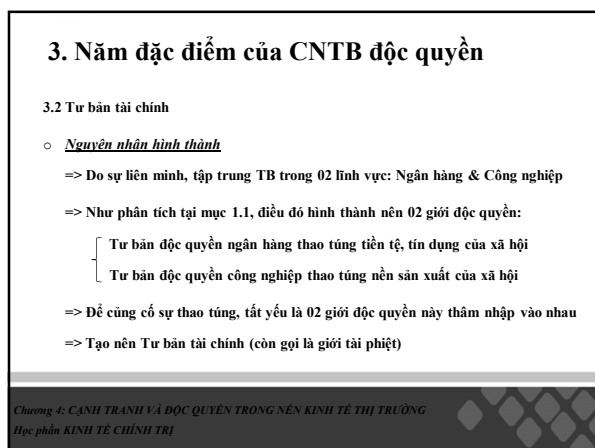 3. Năm đặc điểm của CNTB độc quyền
3.2 Tư bản tài chính
o Nguyên nhân hình thành
=> Do sự liên minh, tập trung TB trong 02 lĩnh vực: Ngân hàng & Công nghiệp
=> Như phân tích tại mục 1.1, điều đó hình thành nên 02 giới độc quyền:
Tư bản độc quyền ngân hàng thao túng tiền tệ, tín dụng của xã hội
Tư bản độc quyền công nghiệp thao túng nền sản xuất của xã hội
=> Để củng cố sự thao túng, tất yếu là 02 giới độc quyền này thâm nhập vào nhau
=> Tạo nên Tư bản tài chính (còn gọi là giới tài phiệt)
Chương 4: CẠNH TRANH VÀ ĐỘC QUYỀN TRONG NỀN KINH TẾ THỊ TRƯỜNG
Học phần KINH TẾ CHÍNH TRỊ